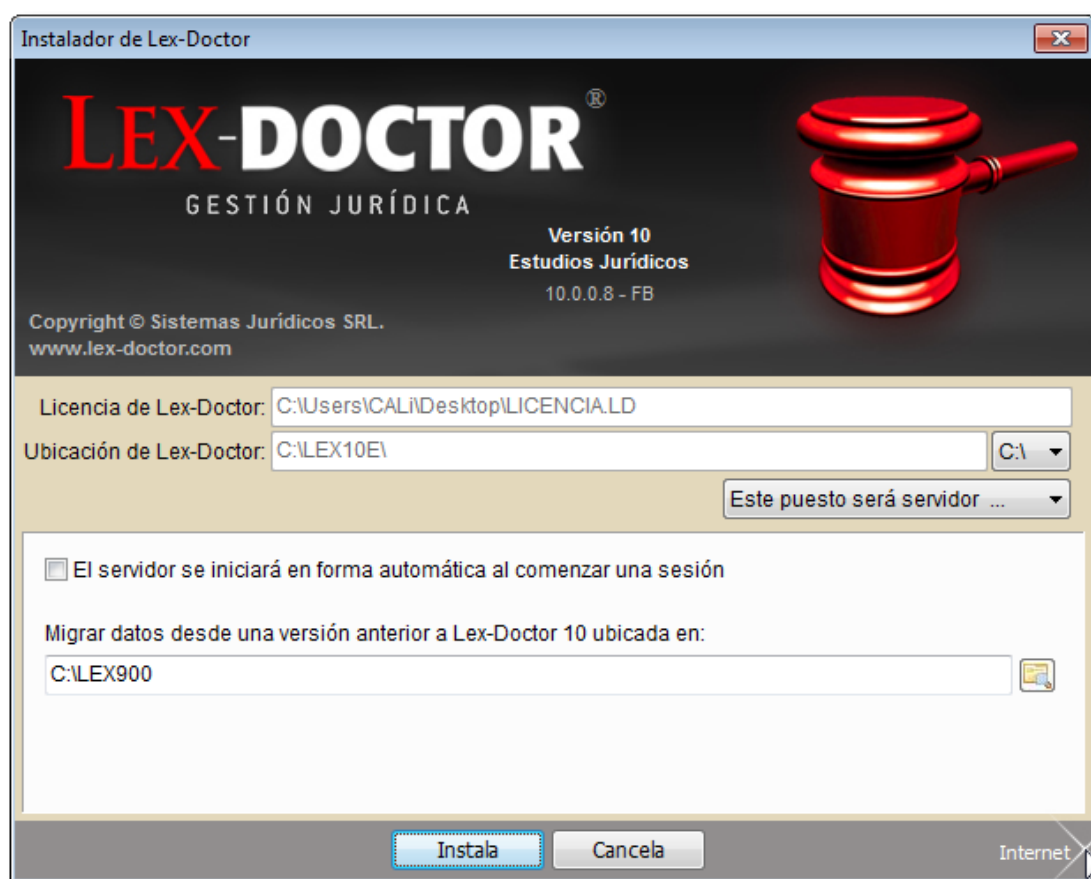 Instalador de Lex-Doctor
LEX-DOCTOR®
GESTIÓN JURÍDICA
Versión 10
Estudios Jurídicos
10.0.0.8 - FB
Copyright © Sistemas Jurídicos SRL.
www.lex-doctor.com
Licencia de Lex-Doctor: C:\Users\CALi\Desktop\LICENCIA.LD
Ubicación de Lex-Doctor: C:\LEX10E\ C:\
Este puesto será servidor ...
El servidor se iniciará en forma automática al comenzar una sesión
Migrar datos desde una versión anterior a Lex-Doctor 10 ubicada en:
C:\LEX900
Instala Cancela Internet